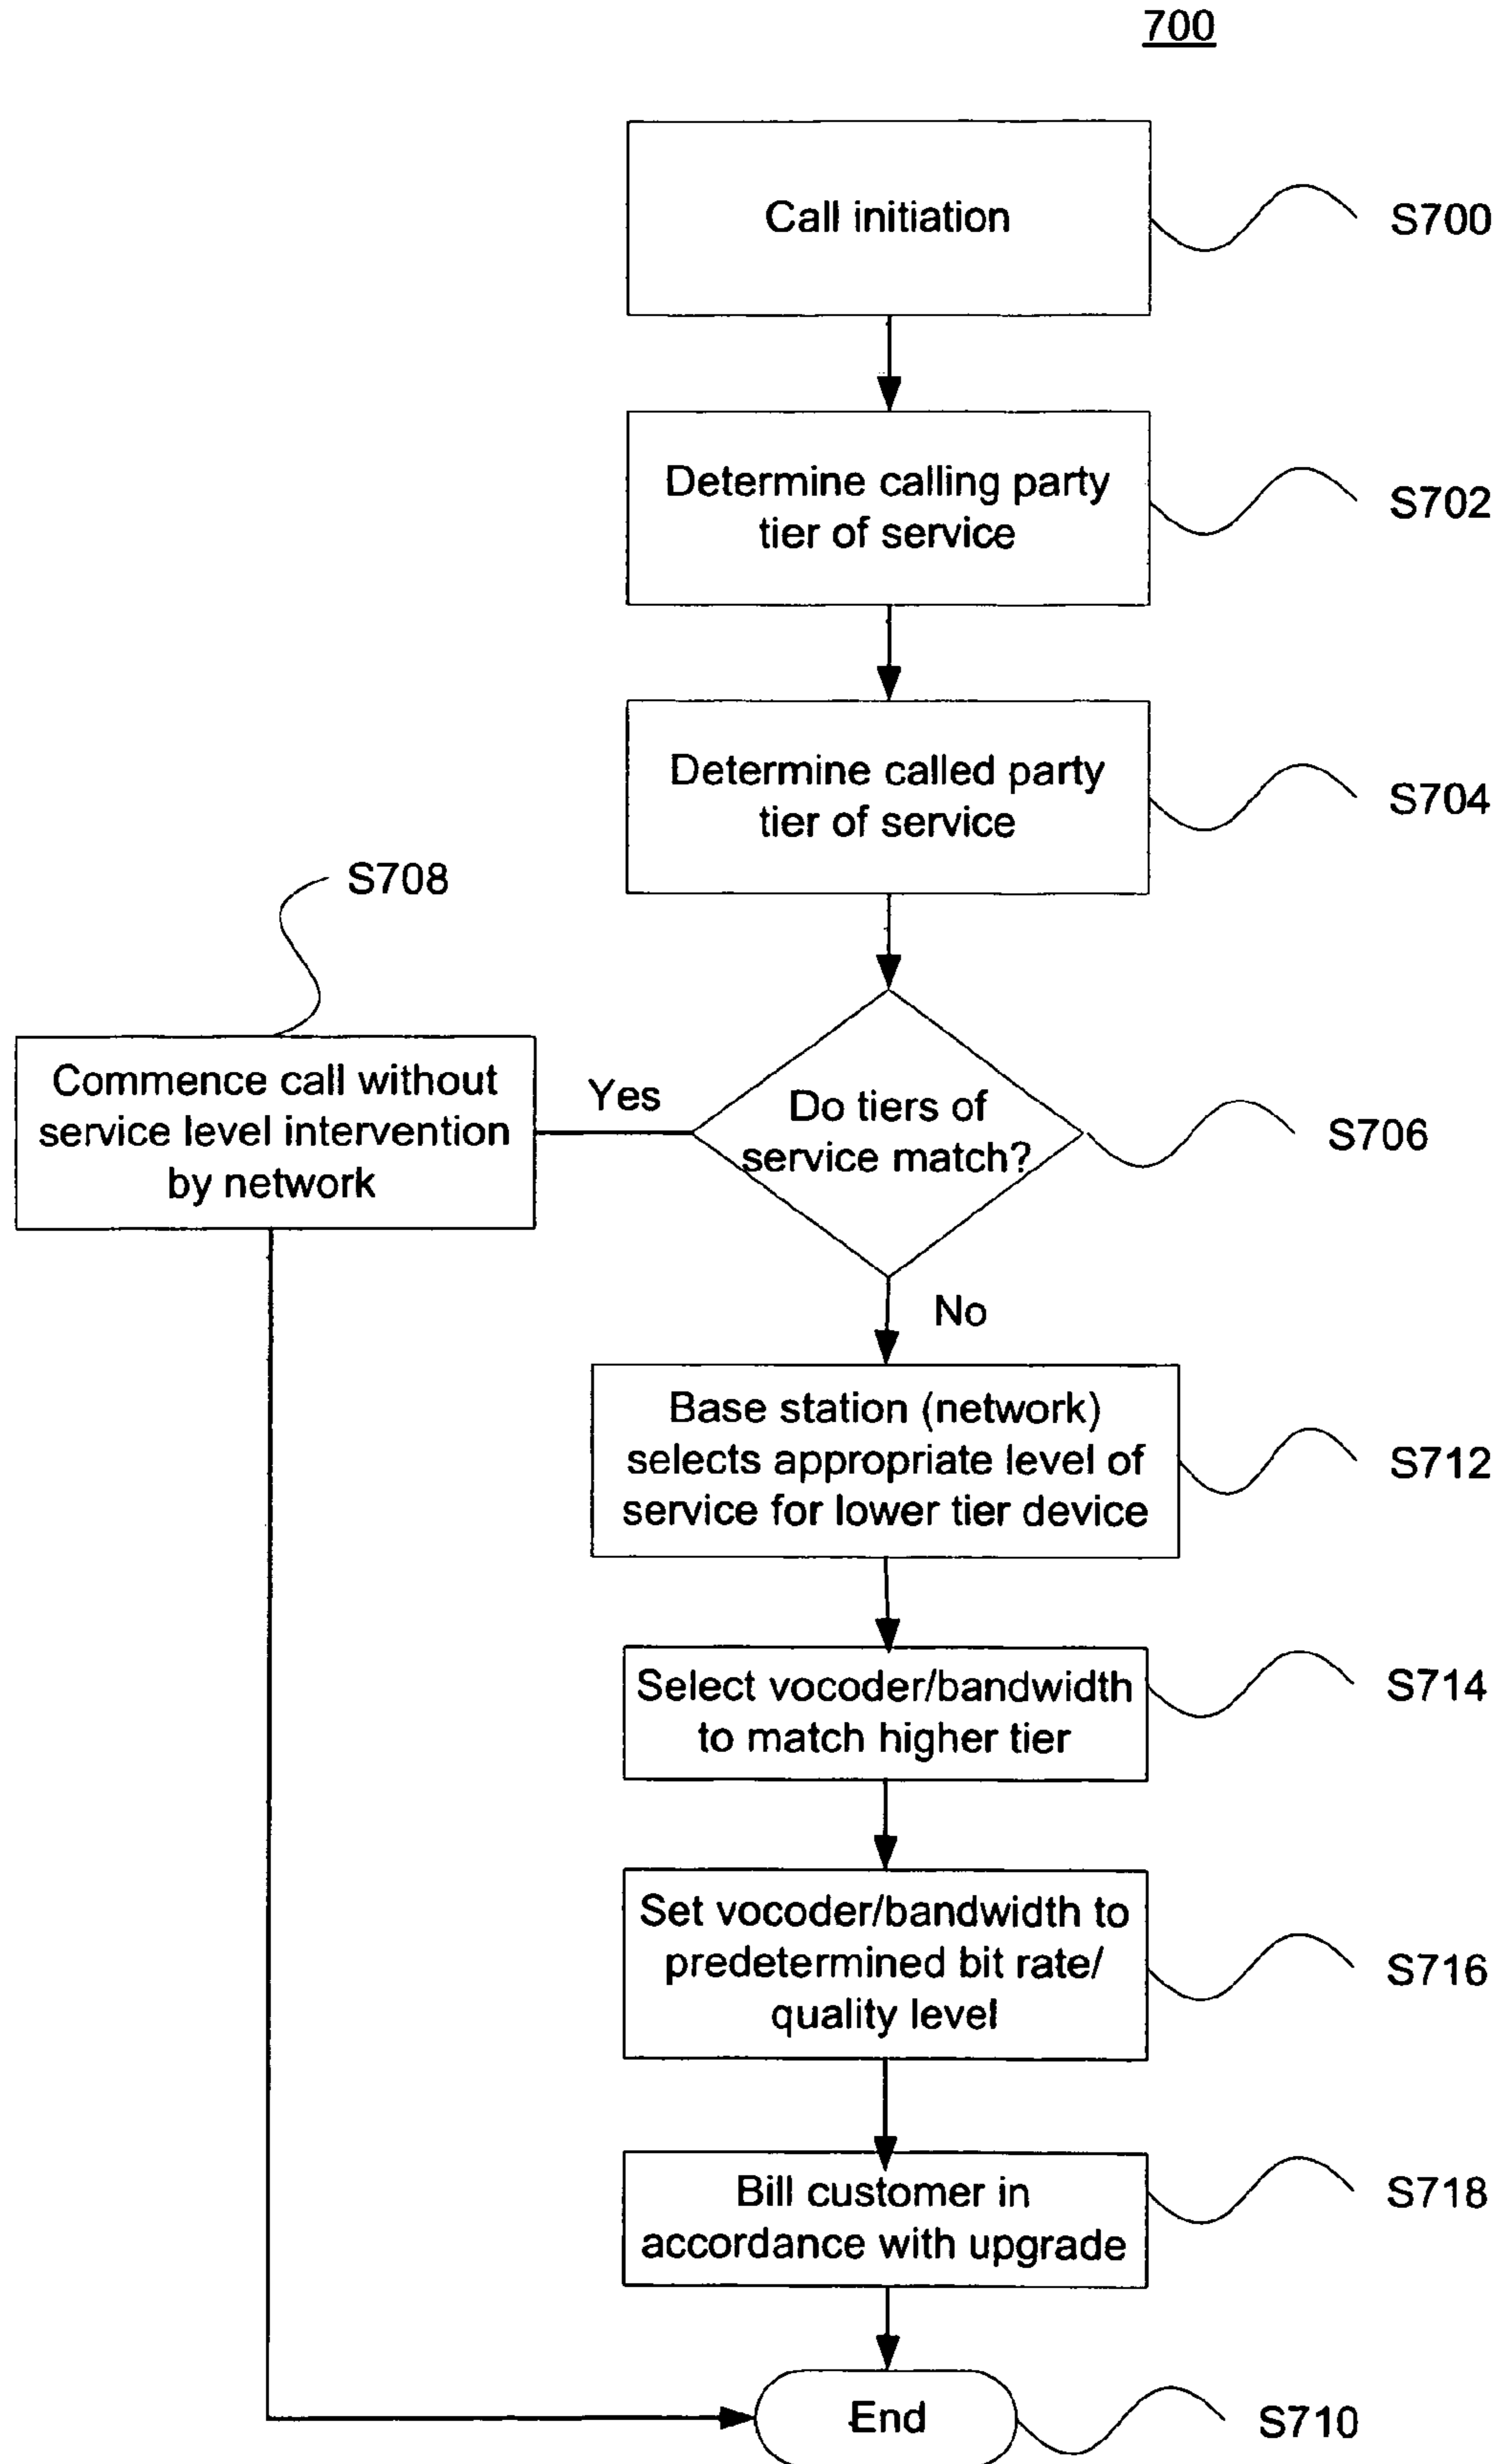 700
Call initiation
S700
Determine calling party
tier of service
S702
Determine called party
tier of service
S704
S708
Commence call without
service level intervention
by network
Yes
Do tiers of
service match?
S706
No
Base station (network)
selects appropriate level of
service for lower tier device
S712
Select vocoder/bandwidth
to match higher tier
S714
Set vocoder/bandwidth to
predetermined bit rate/
quality level
S716
Bill customer in
accordance with upgrade
S718
End
S710